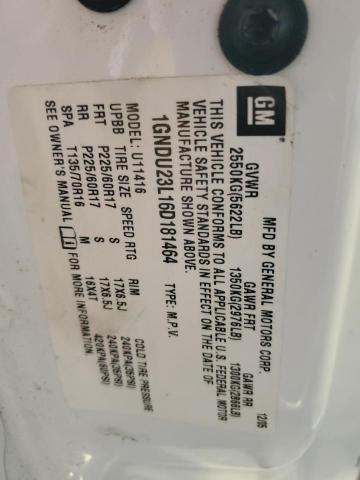 GM
MFD BY GENERAL MOTORS CORP.
12/05
GVWR GAWR FRT GAWR RR
2550KG(5622LB) 1350KG(2976LB) 1300KG(2866LB)
THIS VEHICLE CONFORMS TO ALL APPLICABLE U.S. FEDERAL MOTOR
VEHICLE SAFETY STANDARDS IN EFFECT ON THE DATE OF
MANUFACTURE SHOWN ABOVE.
1GNDU23L16D181464 TYPE: M.P.V.
MODEL: U11416
UPBB TIRE SIZE SPEED RTG RIM COLD TIRE PRESSURE
FRT P225/60R17 S 17X6.5J 240KPA(35PSI)
RR P225/60R17 S 17X6.5J 240KPA(35PSI)
SPA T135/70R16 M 16X4T 420KPA(60PSI)
SEE OWNER'S MANUAL FOR MORE INFORMATION.